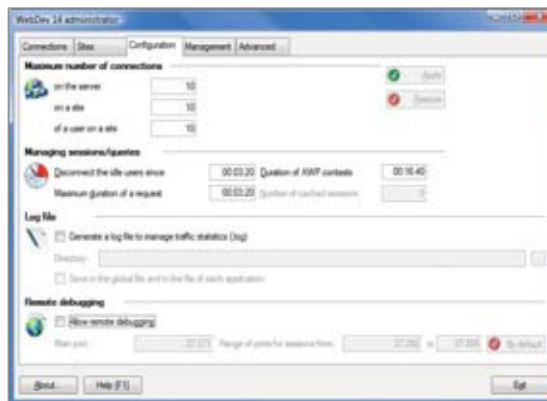 WebDev 14 administrator
Connections Sites Configuration Management Advanced
Maximum number of connections
on the server 10
Apply
on a site 10
Restore
of a user on a site 10
Managing sessions/queries
Disconnect the idle users since 00:03:20 Duration of AWP contexts 00:16:40
Maximum duration of a request 00:03:20 Number of cached sessions 0
Log file
Generate a log file to manage traffic statistics (.log)
Directory
Save in the global file and in the file of each application
Remote debugging
Allow remote debugging
Main port Range of ports for sessions from to By default
About... Help (F1) Exit